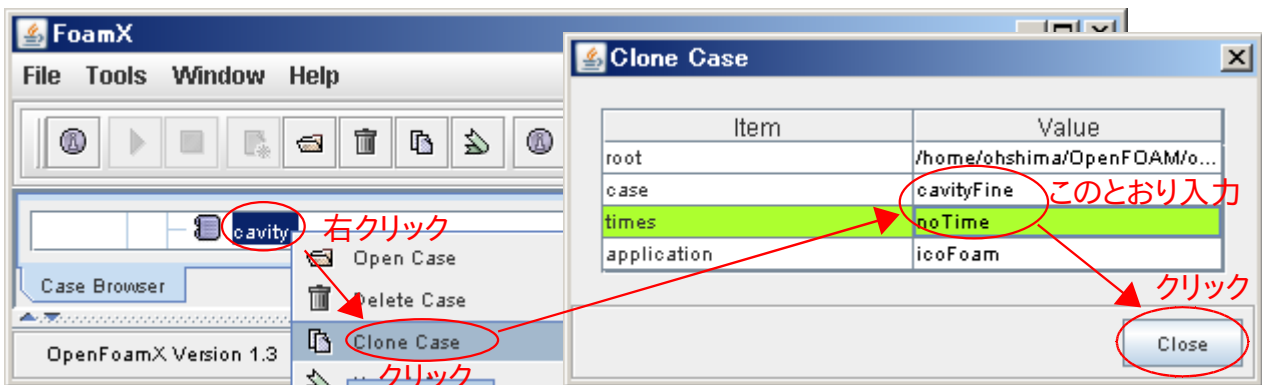 FoamX
File Tools Window Help
cavity
右クリック
Open Case
Delete Case
Clone Case
クリック
Case Browser
OpenFoamX Version 1.3
Clone Case
Item Value
root /home/ohshima/OpenFOAM/o...
case cavityFine
times noTime
application icoFoam
このとおり入力
クリック
Close